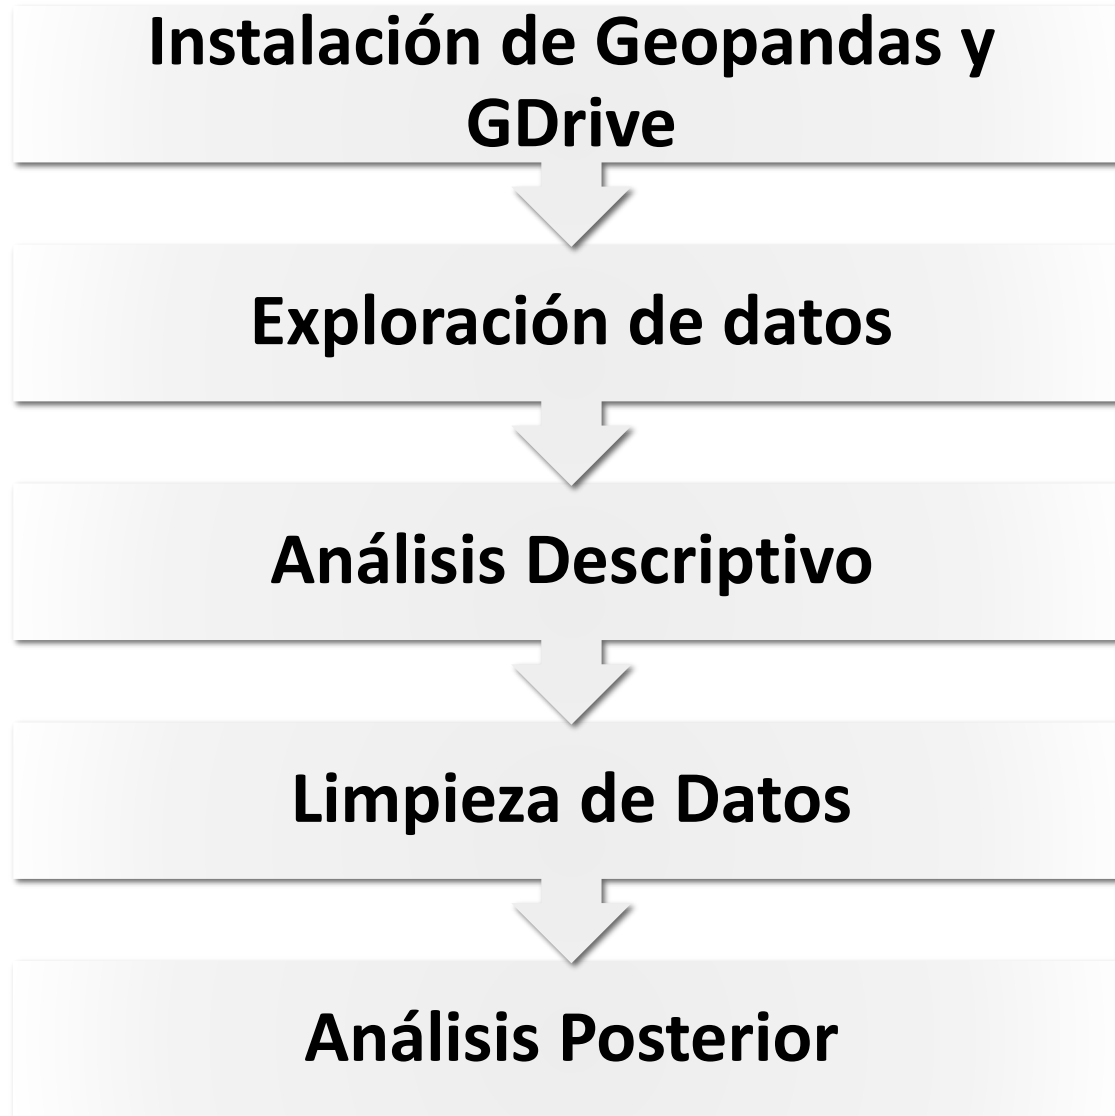 Instalación de Geopandas y
GDrive
Exploración de datos
Análisis Descriptivo
Limpieza de Datos
Análisis Posterior